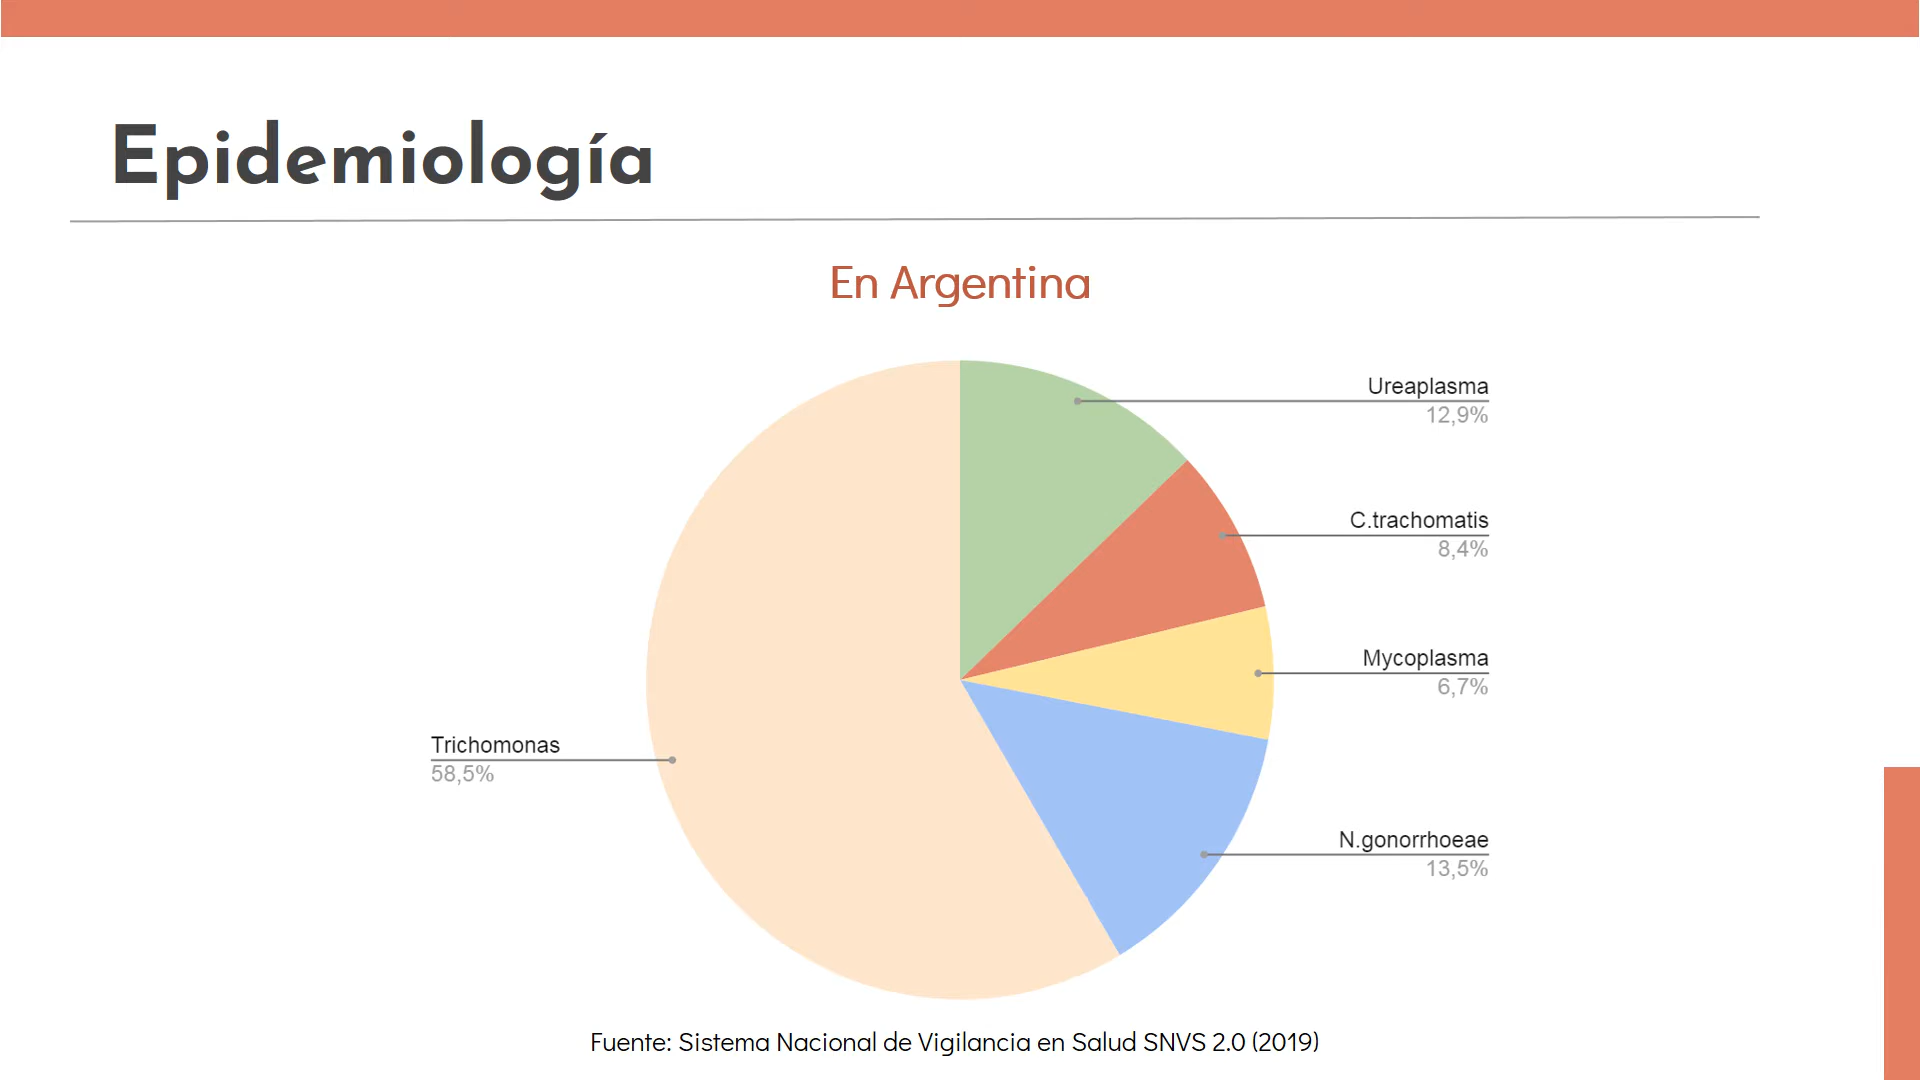 Epidemiología
En Argentina
Ureaplasma
12,9%
C.trachomatis
8,4%
Mycoplasma
6,7%
Trichomonas
58,5%
N.gonorrhoeae
13,5%
Fuente: Sistema Nacional de Vigilancia en Salud SNVS 2.0 (2019)